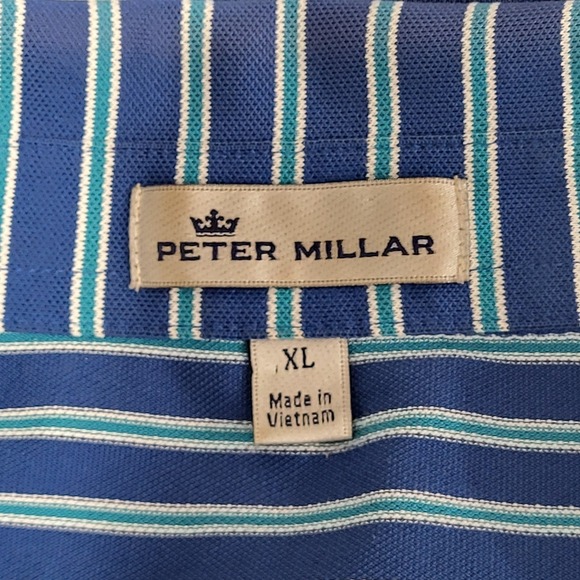 PETER MILLAR
XL
Made in
Vietnam